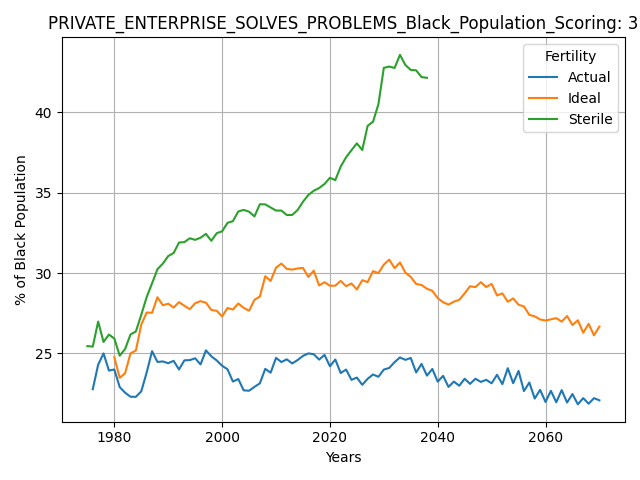 PRIVATE_ENTERPRISE_SOLVES_PROBLEMS_Black_Population_Scoring: 3
Fertility
Actual
Ideal
Sterile
% of Black Population
40
35
30
25
1980
2000
2020
2040
2060
Years